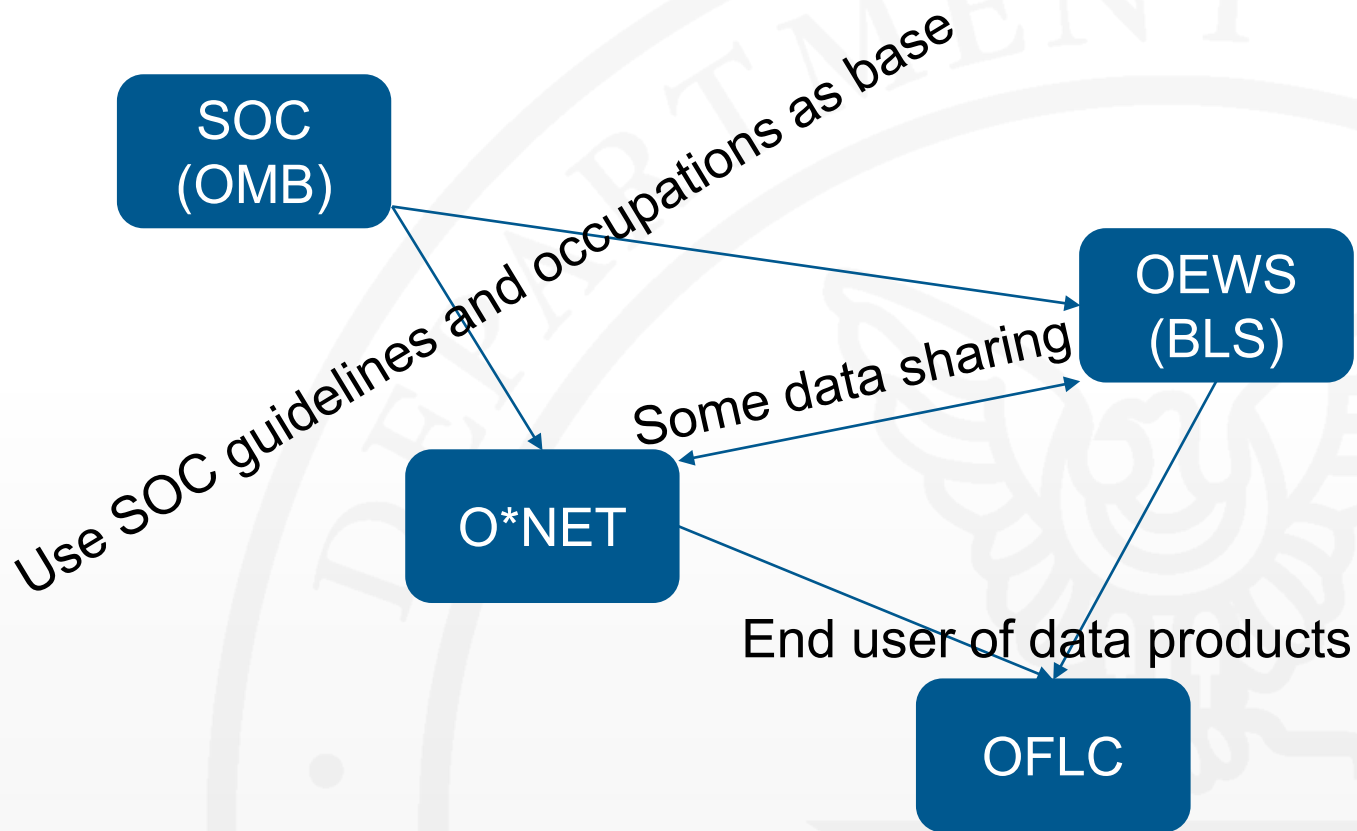 SOC
(OMB)
Use SOC guidelines and occupations as base
OEWS
(BLS)
Some data sharing
O*NET
End user of data products
OFLC
DEPARTMENT